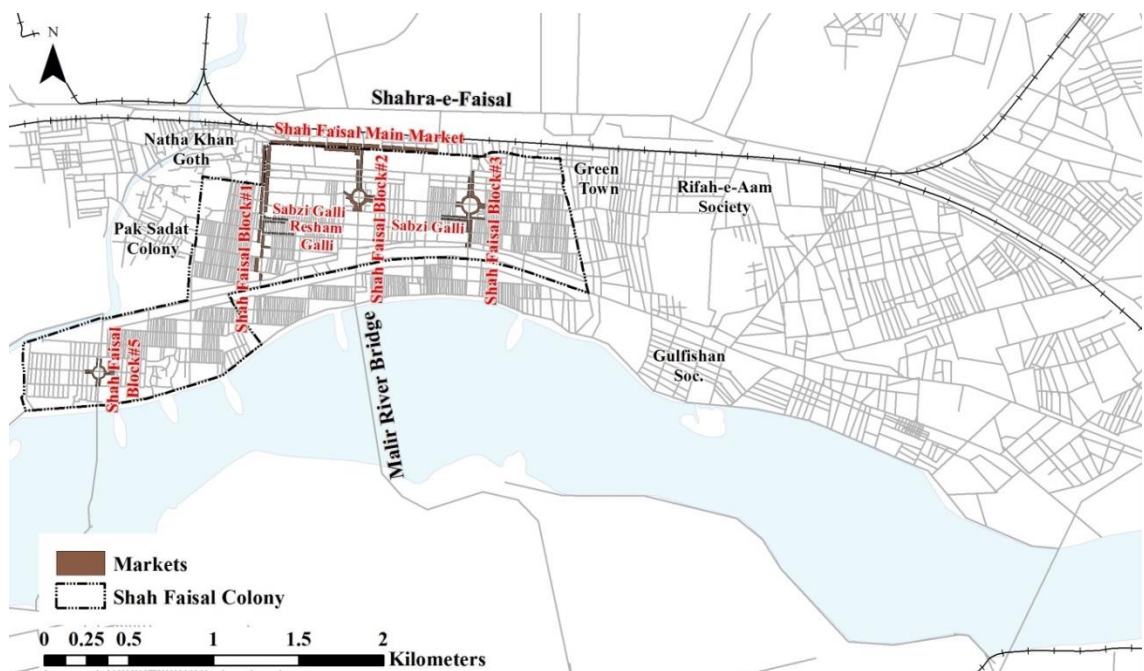 N
Shahra-e-Faisal
Shah Faisal Main Market
Natha Khan
Goth
Green
Town
Rifah-e-Aam
Society
Pak Sadat
Colony
Shah Faisal Block#1
Sabzi Galli
Resham
Galli
Shah Faisal Block#2
Sabzi Galli
Shah Faisal Block#3
Shah Faisal
Block#5
Malir River Bridge
Gulfishan
Soc.
Markets
Shah Faisal Colony
0 0.25 0.5 1 1.5 2
Kilometers